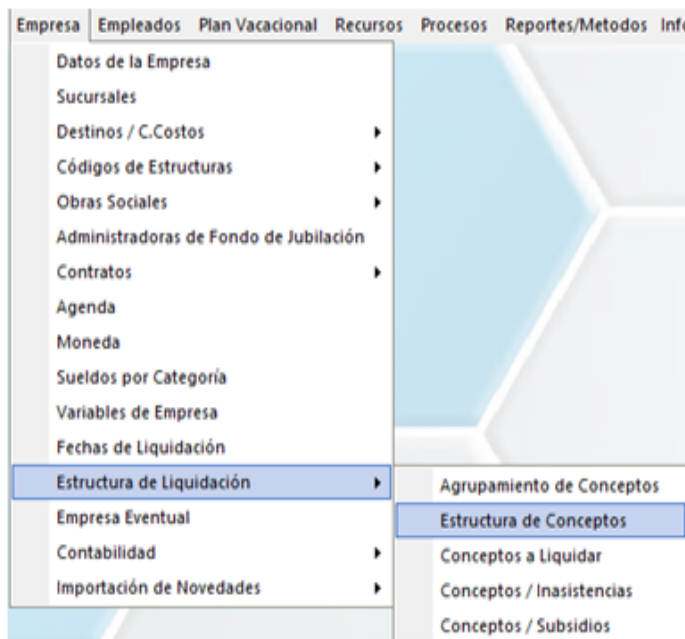 Empresa Empleados Plan Vacacional Recursos Procesos Reportes/Metodos Info
Datos de la Empresa
Sucursales
Destinos / C.Costos
Códigos de Estructuras
Obras Sociales
Administradoras de Fondo de Jubilación
Contratos
Agenda
Moneda
Sueldos por Categoría
Variables de Empresa
Fechas de Liquidación
Estructura de Liquidación
Empresa Eventual
Contabilidad
Importación de Novedades
Agrupamiento de Conceptos
Estructura de Conceptos
Conceptos a Liquidar
Conceptos / Inasistencias
Conceptos / Subsidios